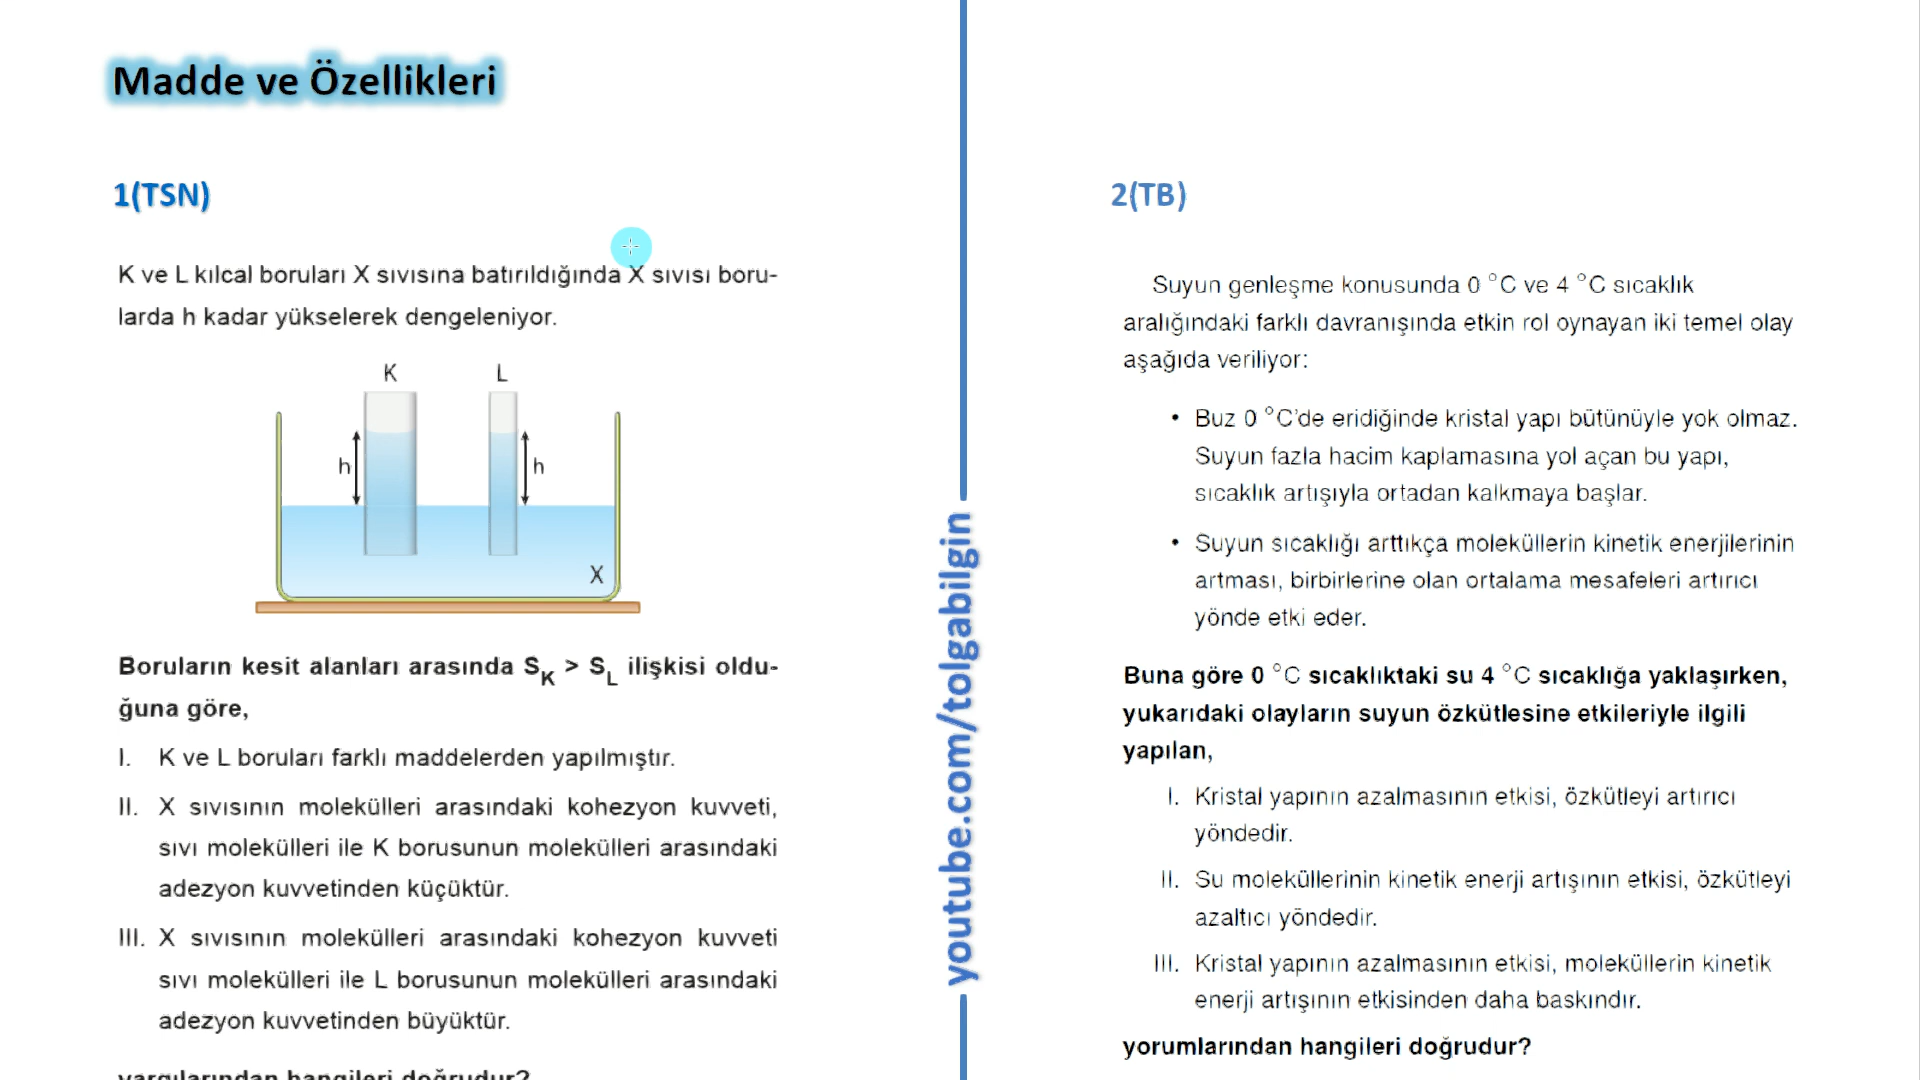 Madde ve Özellikleri
1(TSN)
K ve L kılcal boruları X sıvısına batırıldığında X sıvısı boru-
larda h kadar yükselerek dengeleniyor.
K
L
h
h
X
Boruların kesit alanları arasında SK > SL ilişkisi oldu-
ğuna göre,
I. K ve L boruları farklı maddelerden yapılmıştır.
II. X sıvısının molekülleri arasındaki kohezyon kuvveti,
sıvı molekülleri ile K borusunun molekülleri arasındaki
adezyon kuvvetinden küçüktür.
III. X sıvısının molekülleri arasındaki kohezyon kuvveti
sıvı molekülleri ile L borusunun molekülleri arasındaki
adezyon kuvvetinden büyüktür.
yargılarından hangileri doğrudur?
youtube.com/tolgabilgin
2(TB)
Suyun genleşme konusunda 0 °C ve 4 °C sıcaklık
aralığındaki farklı davranışında etkin rol oynayan iki temel olay
aşağıda veriliyor:
• Buz 0 °C'de eridiğinde kristal yapı bütünüyle yok olmaz.
Suyun fazla hacim kaplamasına yol açan bu yapı,
sıcaklık artışıyla ortadan kalkmaya başlar.
• Suyun sıcaklığı arttıkça moleküllerin kinetik enerjilerinin
artması, birbirlerine olan ortalama mesafeleri artırıcı
yönde etki eder.
Buna göre 0 °C sıcaklıktaki su 4 °C sıcaklığa yaklaşırken,
yukarıdaki olayların suyun özkütlesine etkileriyle ilgili
yapılan,
I. Kristal yapının azalmasının etkisi, özkütleyi artırıcı
yöndedir.
II. Su moleküllerinin kinetik enerji artışının etkisi, özkütleyi
azaltıcı yöndedir.
III. Kristal yapının azalmasının etkisi, moleküllerin kinetik
enerji artışının etkisinden daha baskındır.
yorumlarından hangileri doğrudur?